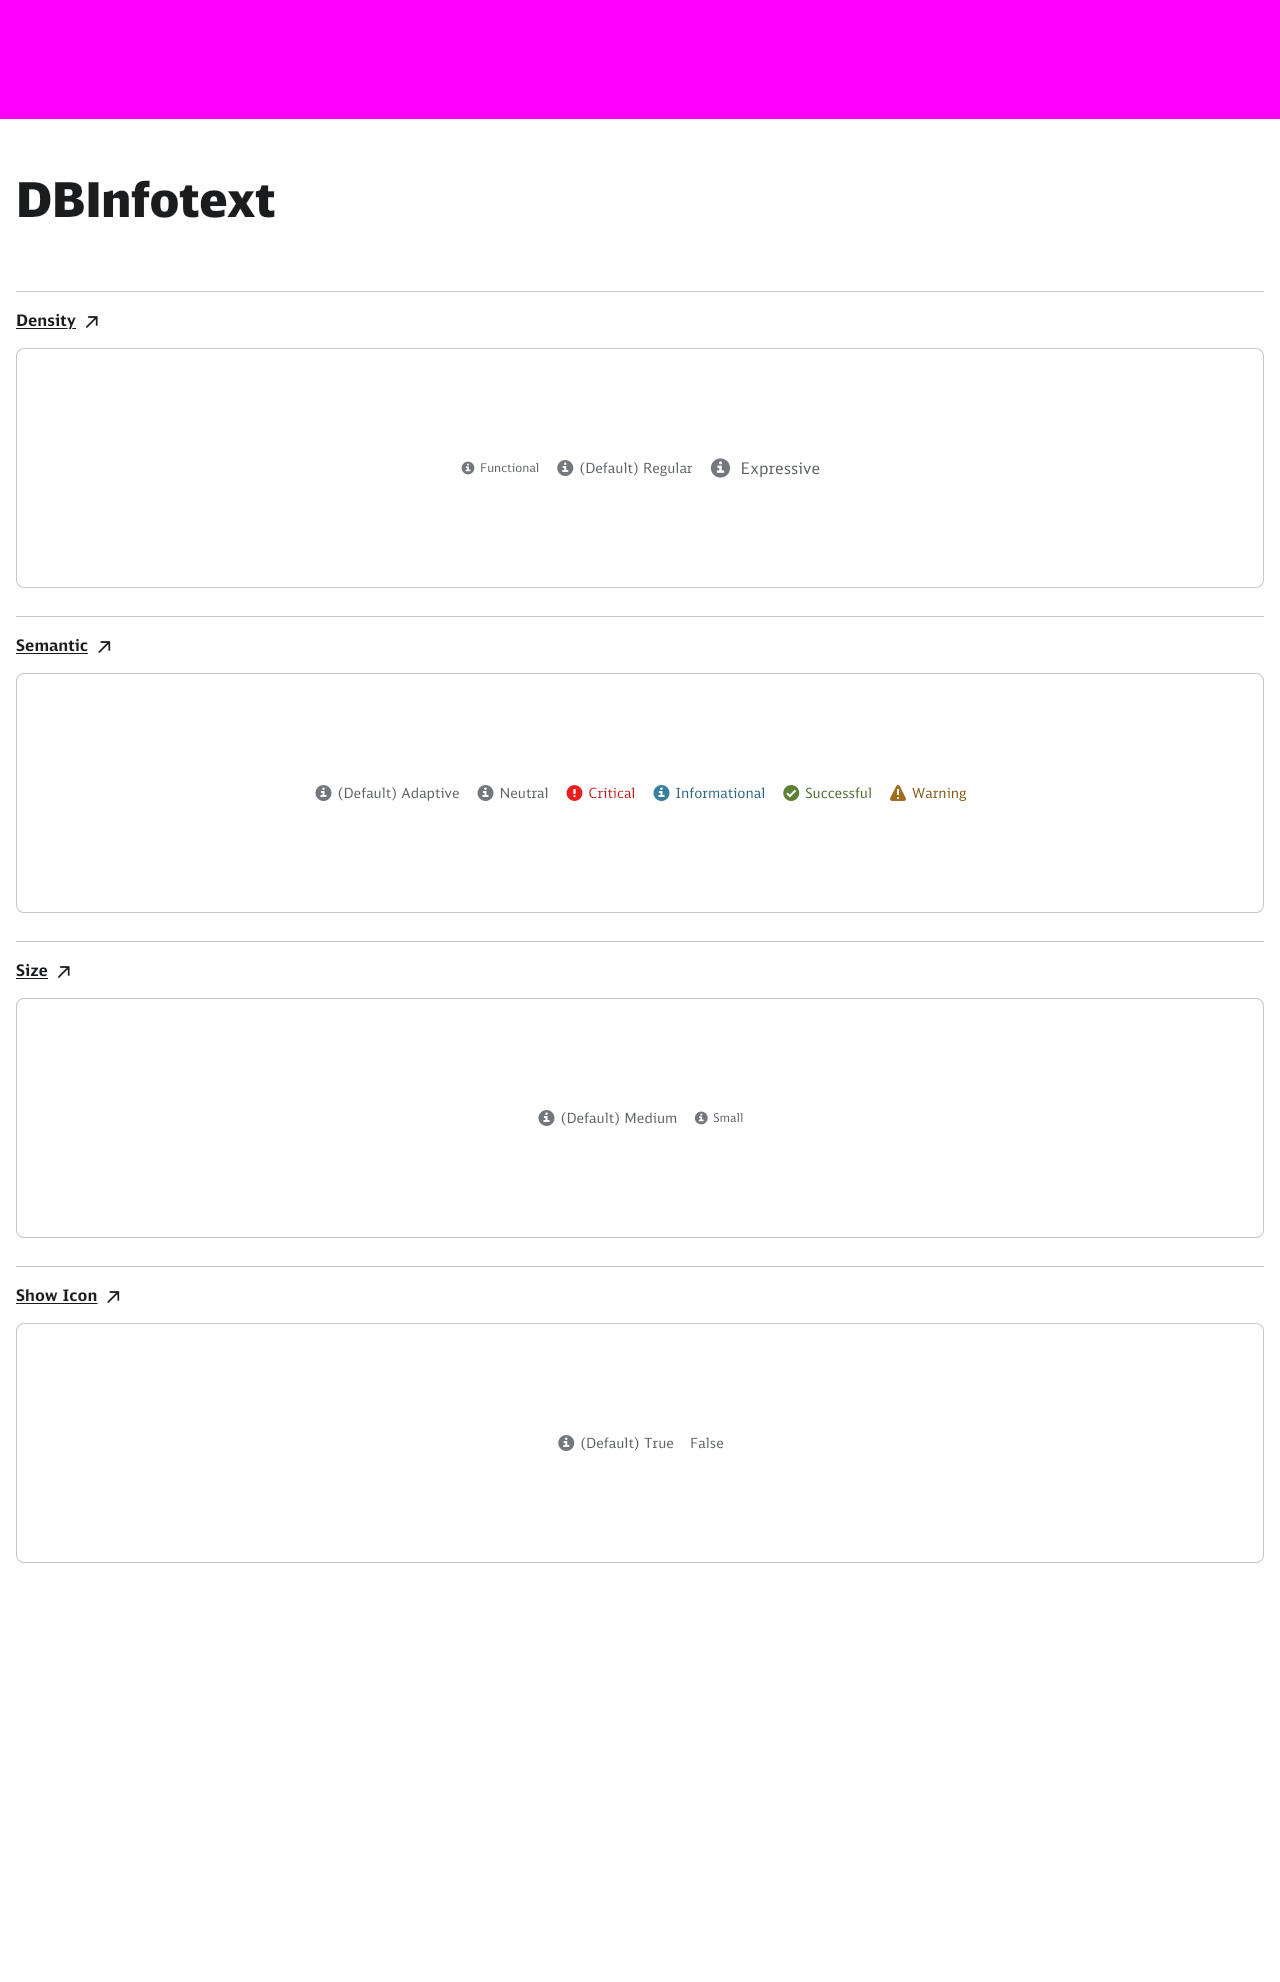 DBInfotext
Density
Functional (Default) Regular Expressive
Semantic
(Default) Adaptive Neutral Critical Informational Successful Warning
Size
(Default) Medium Small
Show Icon
(Default) True False